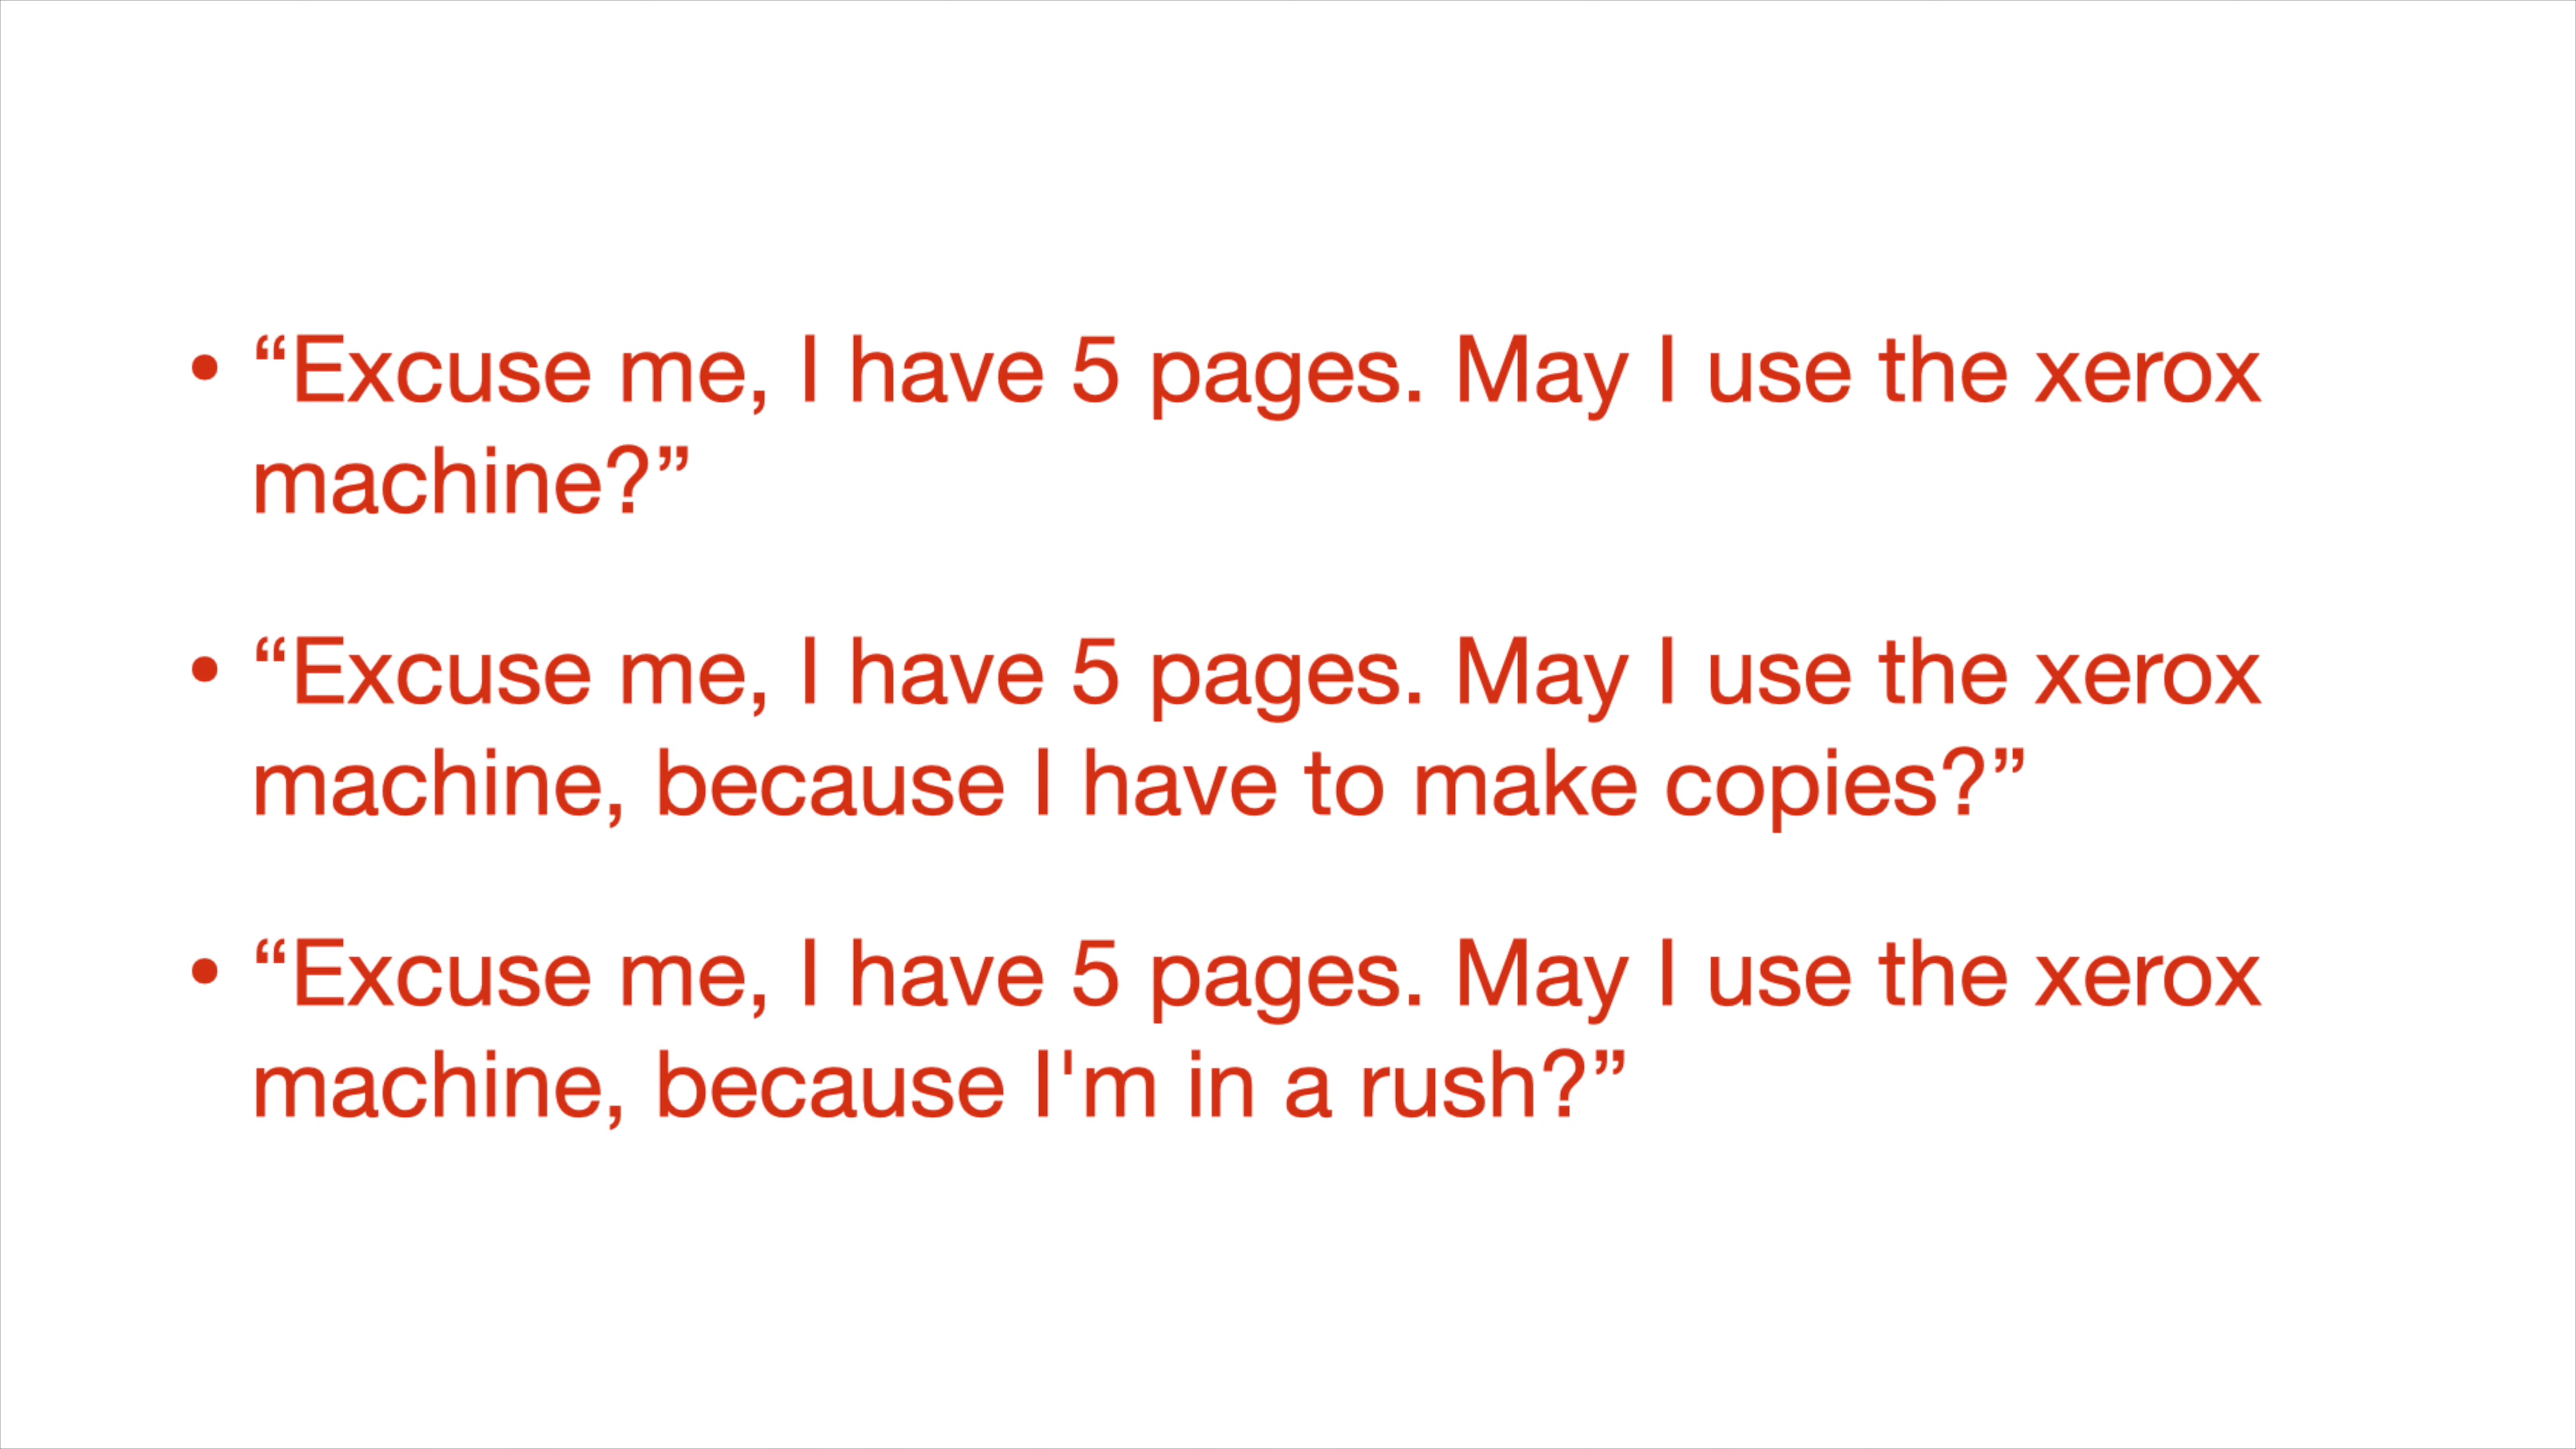 • “Excuse me, I have 5 pages. May I use the xerox
machine?”
• “Excuse me, I have 5 pages. May I use the xerox
machine, because I have to make copies?”
• “Excuse me, I have 5 pages. May I use the xerox
machine, because I'm in a rush?”